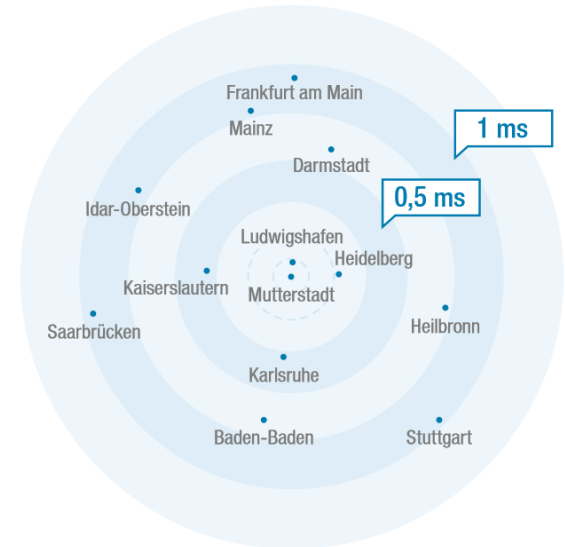 Frankfurt am Main
Mainz
1 ms
Darmstadt
0,5 ms
Idar-Oberstein
Ludwigshafen
Heidelberg
Kaiserslautern
Mutterstadt
Saarbrücken
Heilbronn
Karlsruhe
Baden-Baden
Stuttgart